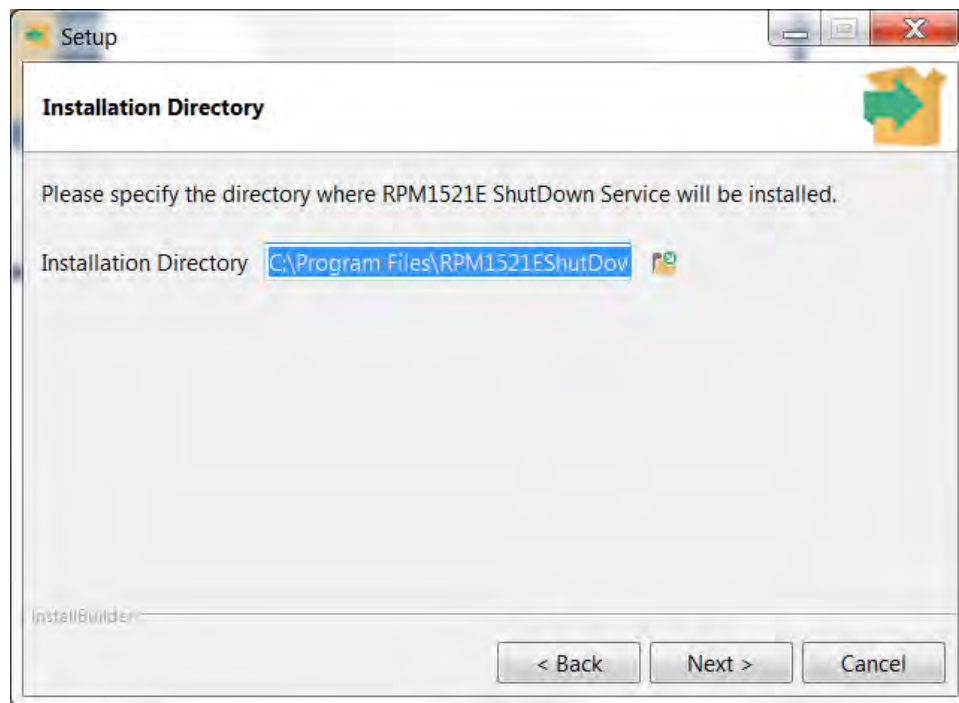 Setup
Installation Directory
Please specify the directory where RPM1521E ShutDown Service will be installed.
Installation Directory C:\Program Files\RPM1521EShutDov
InstallBuilder
< Back Next > Cancel